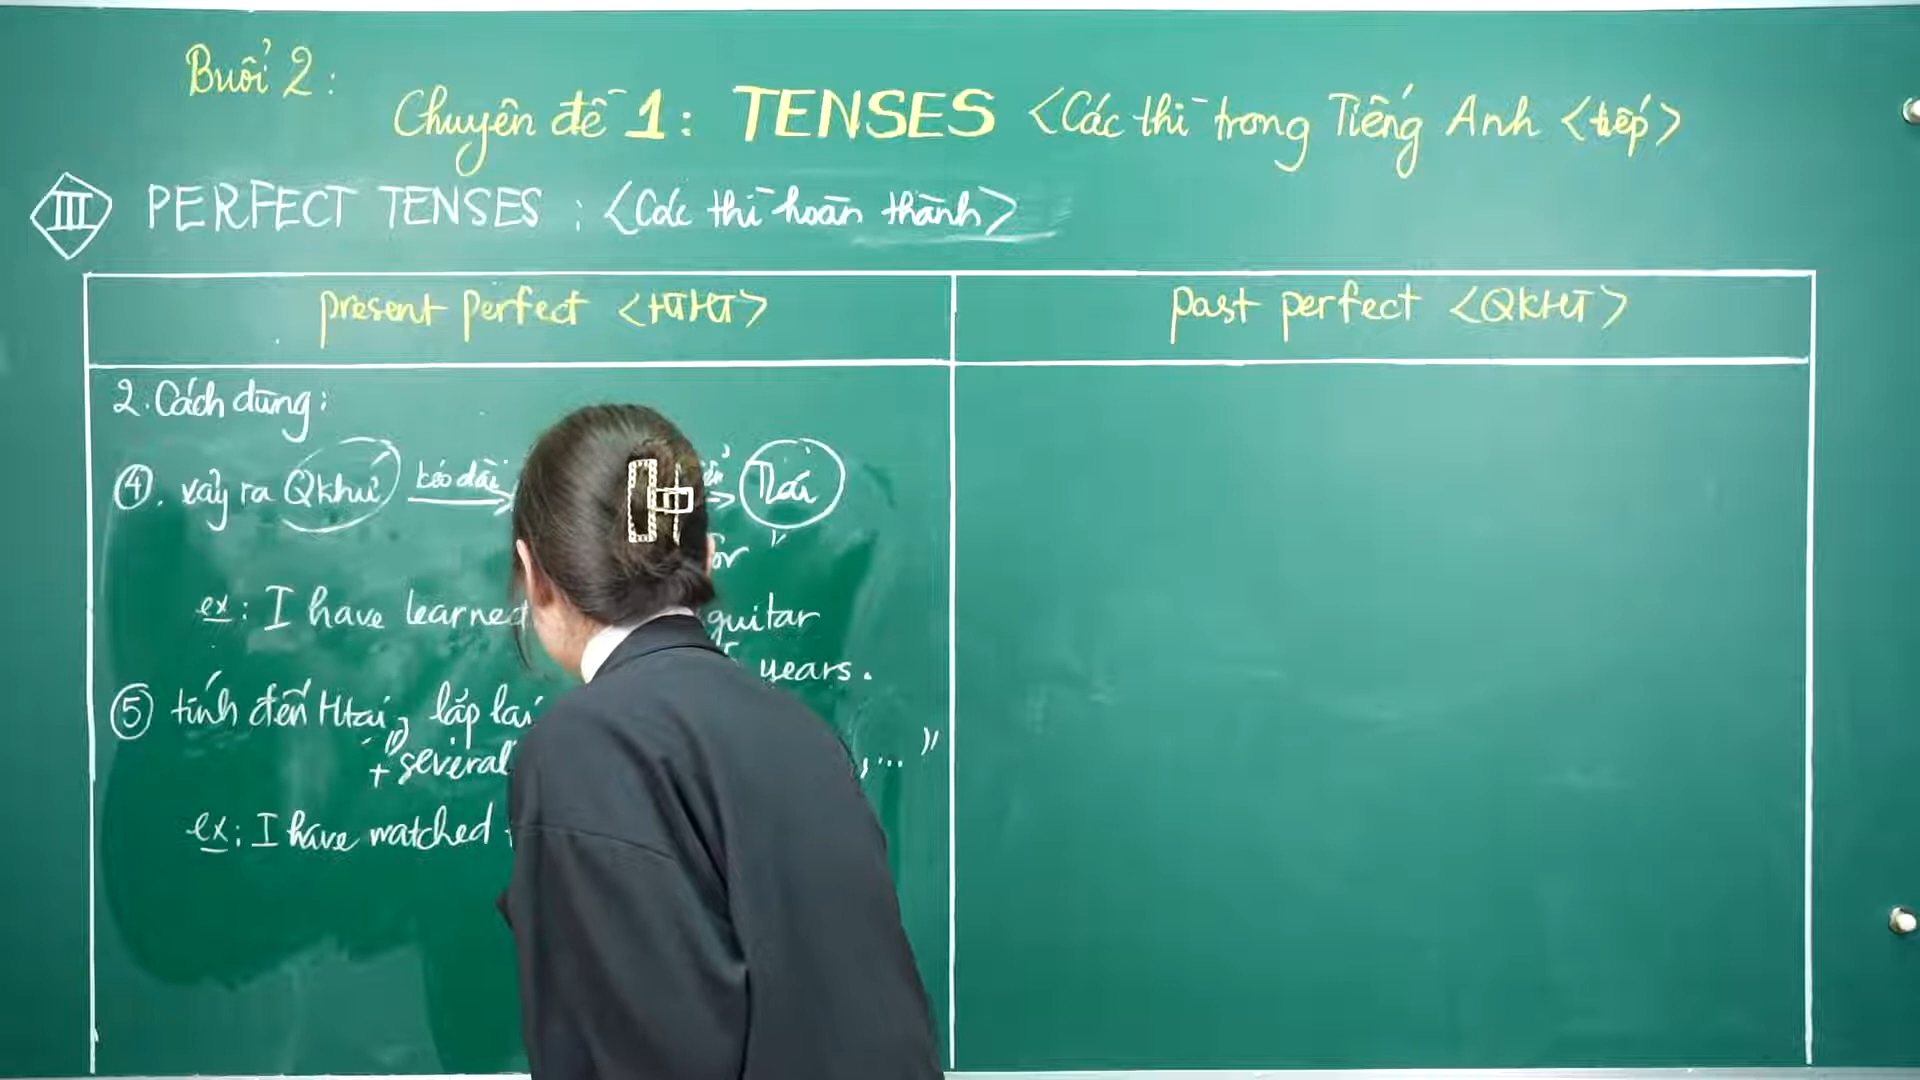 Buổi 2:
Chuyên đề 1: TENSES <Các thì trong Tiếng Anh <tiếp>
III PERFECT TENSES: <Các thì hoàn thành>
present perfect <HTHT>
past perfect <QKHT>
2. Cách dùng:
④. xảy ra Qkhứ kéo dài
ex: I have learned guitar
years.
⑤ tính đến Htại, lặp lại
+ "several , ..."
ex: I have watched